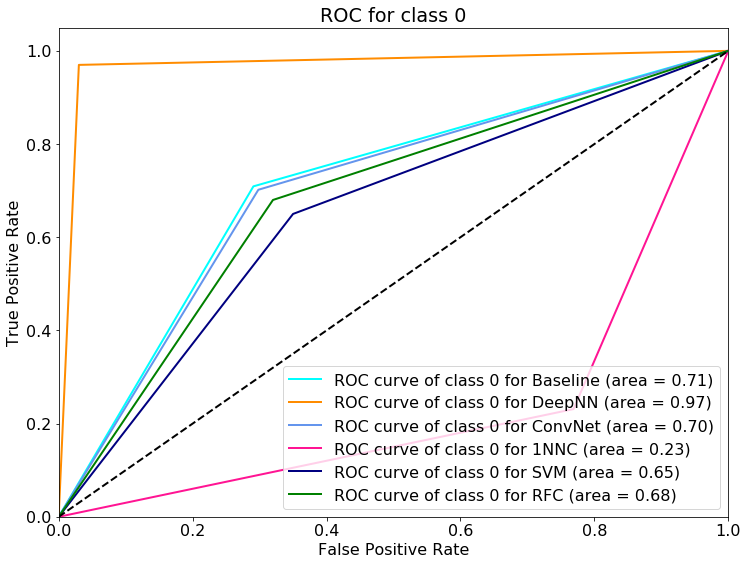 ROC for class 0
True Positive Rate
1.0
0.8
0.6
0.4
0.2
0.0
ROC curve of class 0 for Baseline (area = 0.71)
ROC curve of class 0 for DeepNN (area = 0.97)
ROC curve of class 0 for ConvNet (area = 0.70)
ROC curve of class 0 for 1NNC (area = 0.23)
ROC curve of class 0 for SVM (area = 0.65)
ROC curve of class 0 for RFC (area = 0.68)
0.0 0.2 0.4 0.6 0.8 1.0
False Positive Rate